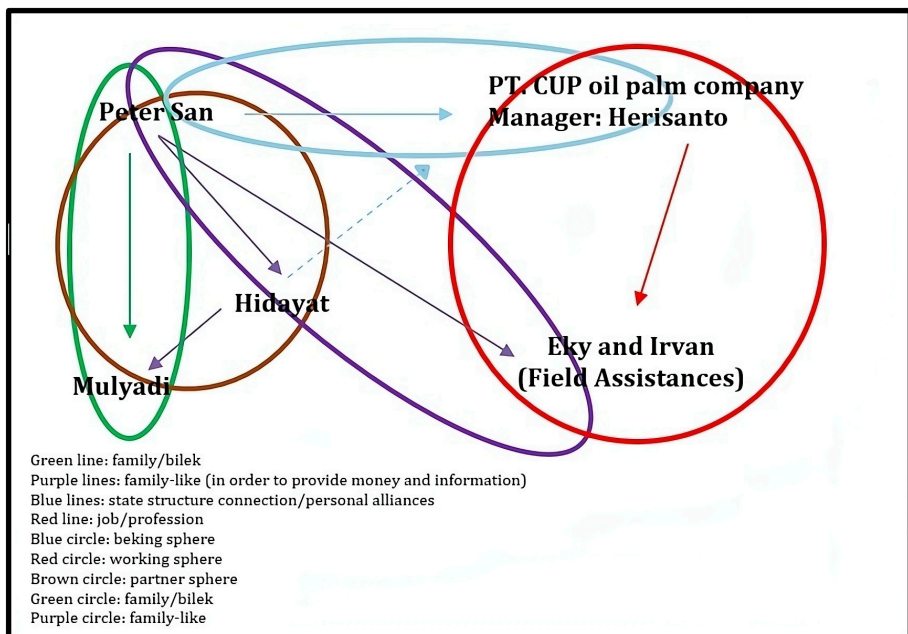 Peter San
PT. CUP oil palm company
Manager: Herisanto
Hidayat
Mulyadi
Eky and Irvan
(Field Assistances)
Green line: family/bilek
Purple lines: family-like (in order to provide money and information)
Blue lines: state structure connection/personal alliances
Red line: job/profession
Blue circle: beking sphere
Red circle: working sphere
Brown circle: partner sphere
Green circle: family/bilek
Purple circle: family-like